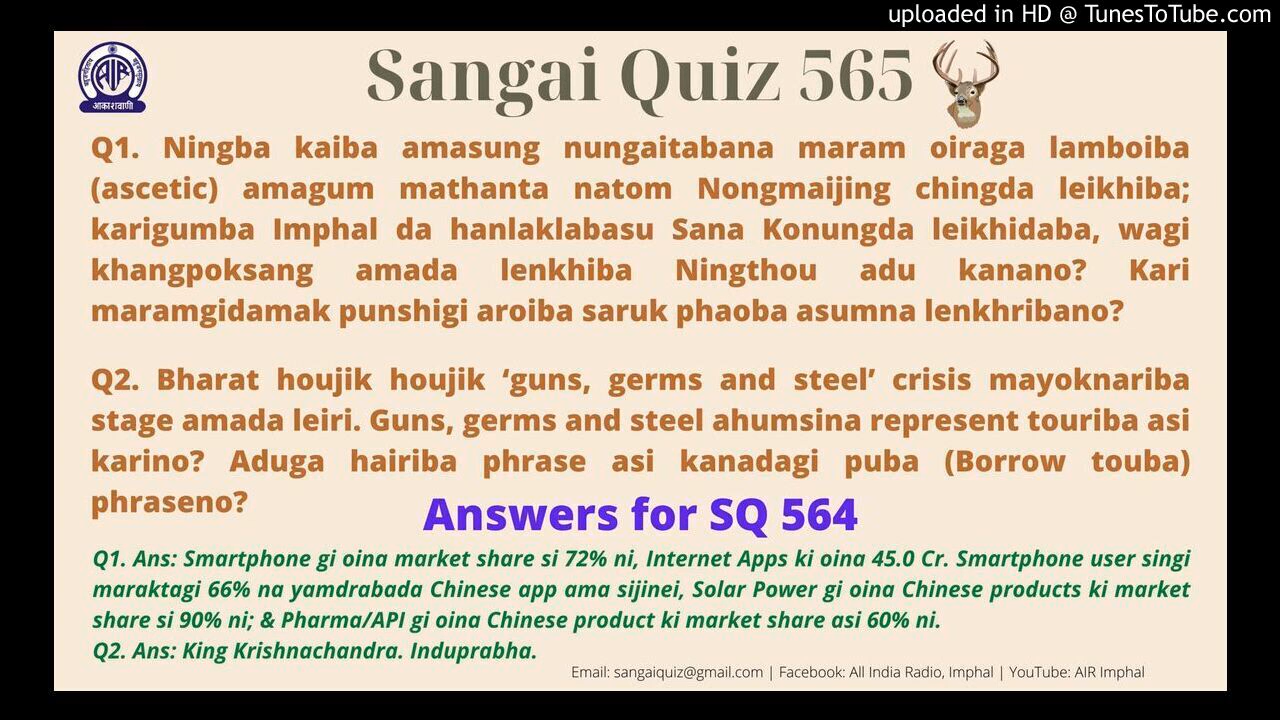 uploaded in HD @ TunesToTube.com
AIR
आकाशवाणी
Sangai Quiz 565
Q1. Ningba kaiba amasung nungaitabana maram oiraga lamboiba
(ascetic) amagum mathanta natom Nongmaijing chingda leikhiba;
karigumba Imphal da hanlaklabasu Sana Konungda leikhidaba, wagi
khangpoksang amada lenkhiba Ningthou adu kanano? Kari
maramgidamak punshigi aroiba saruk phaoba asumna lenkhribano?
Q2. Bharat houjik houjik ‘guns, germs and steel’ crisis mayoknariba
stage amada leiri. Guns, germs and steel ahumsina represent touriba asi
karino? Aduga hairiba phrase asi kanadagi puba (Borrow touba)
phraseno?
Answers for SQ 564
Q1. Ans: Smartphone gi oina market share si 72% ni, Internet Apps ki oina 45.0 Cr. Smartphone user singi
maraktagi 66% na yamdrabada Chinese app ama sijinei, Solar Power gi oina Chinese products ki market
share si 90% ni; & Pharma/API gi oina Chinese product ki market share asi 60% ni.
Q2. Ans: King Krishnachandra. Induprabha.
Email: sangaiquiz@gmail.com | Facebook: All India Radio, Imphal | YouTube: AIR Imphal